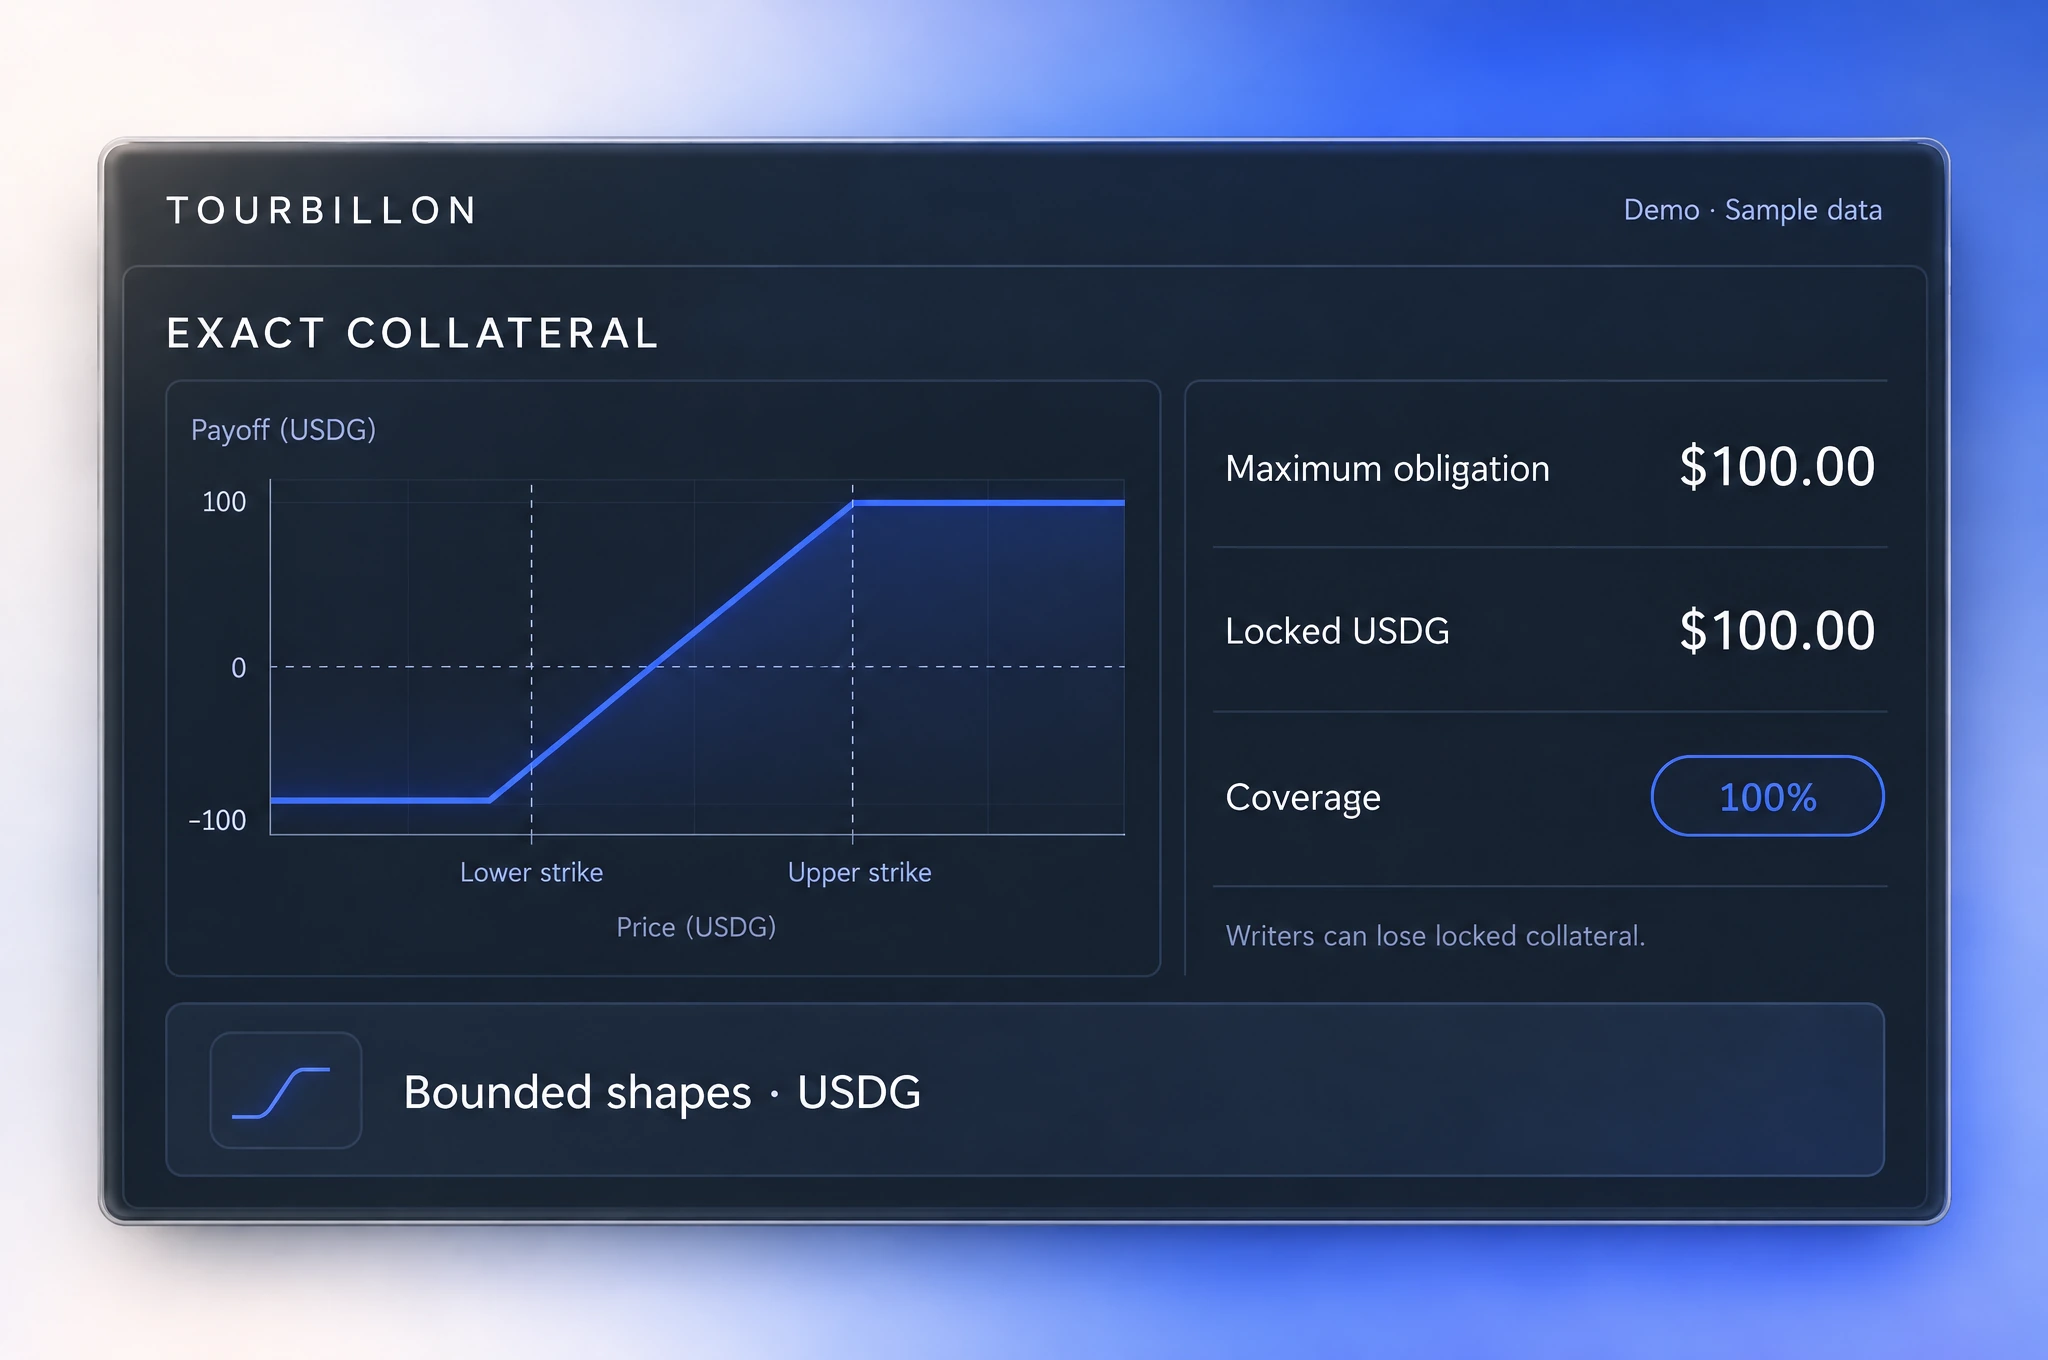 TOURBILLON
Demo · Sample data
EXACT COLLATERAL
Payoff (USDG)
100
0
-100
Lower strike
Upper strike
Price (USDG)
Maximum obligation
$100.00
Locked USDG
$100.00
Coverage
100%
Writers can lose locked collateral.
Bounded shapes · USDG